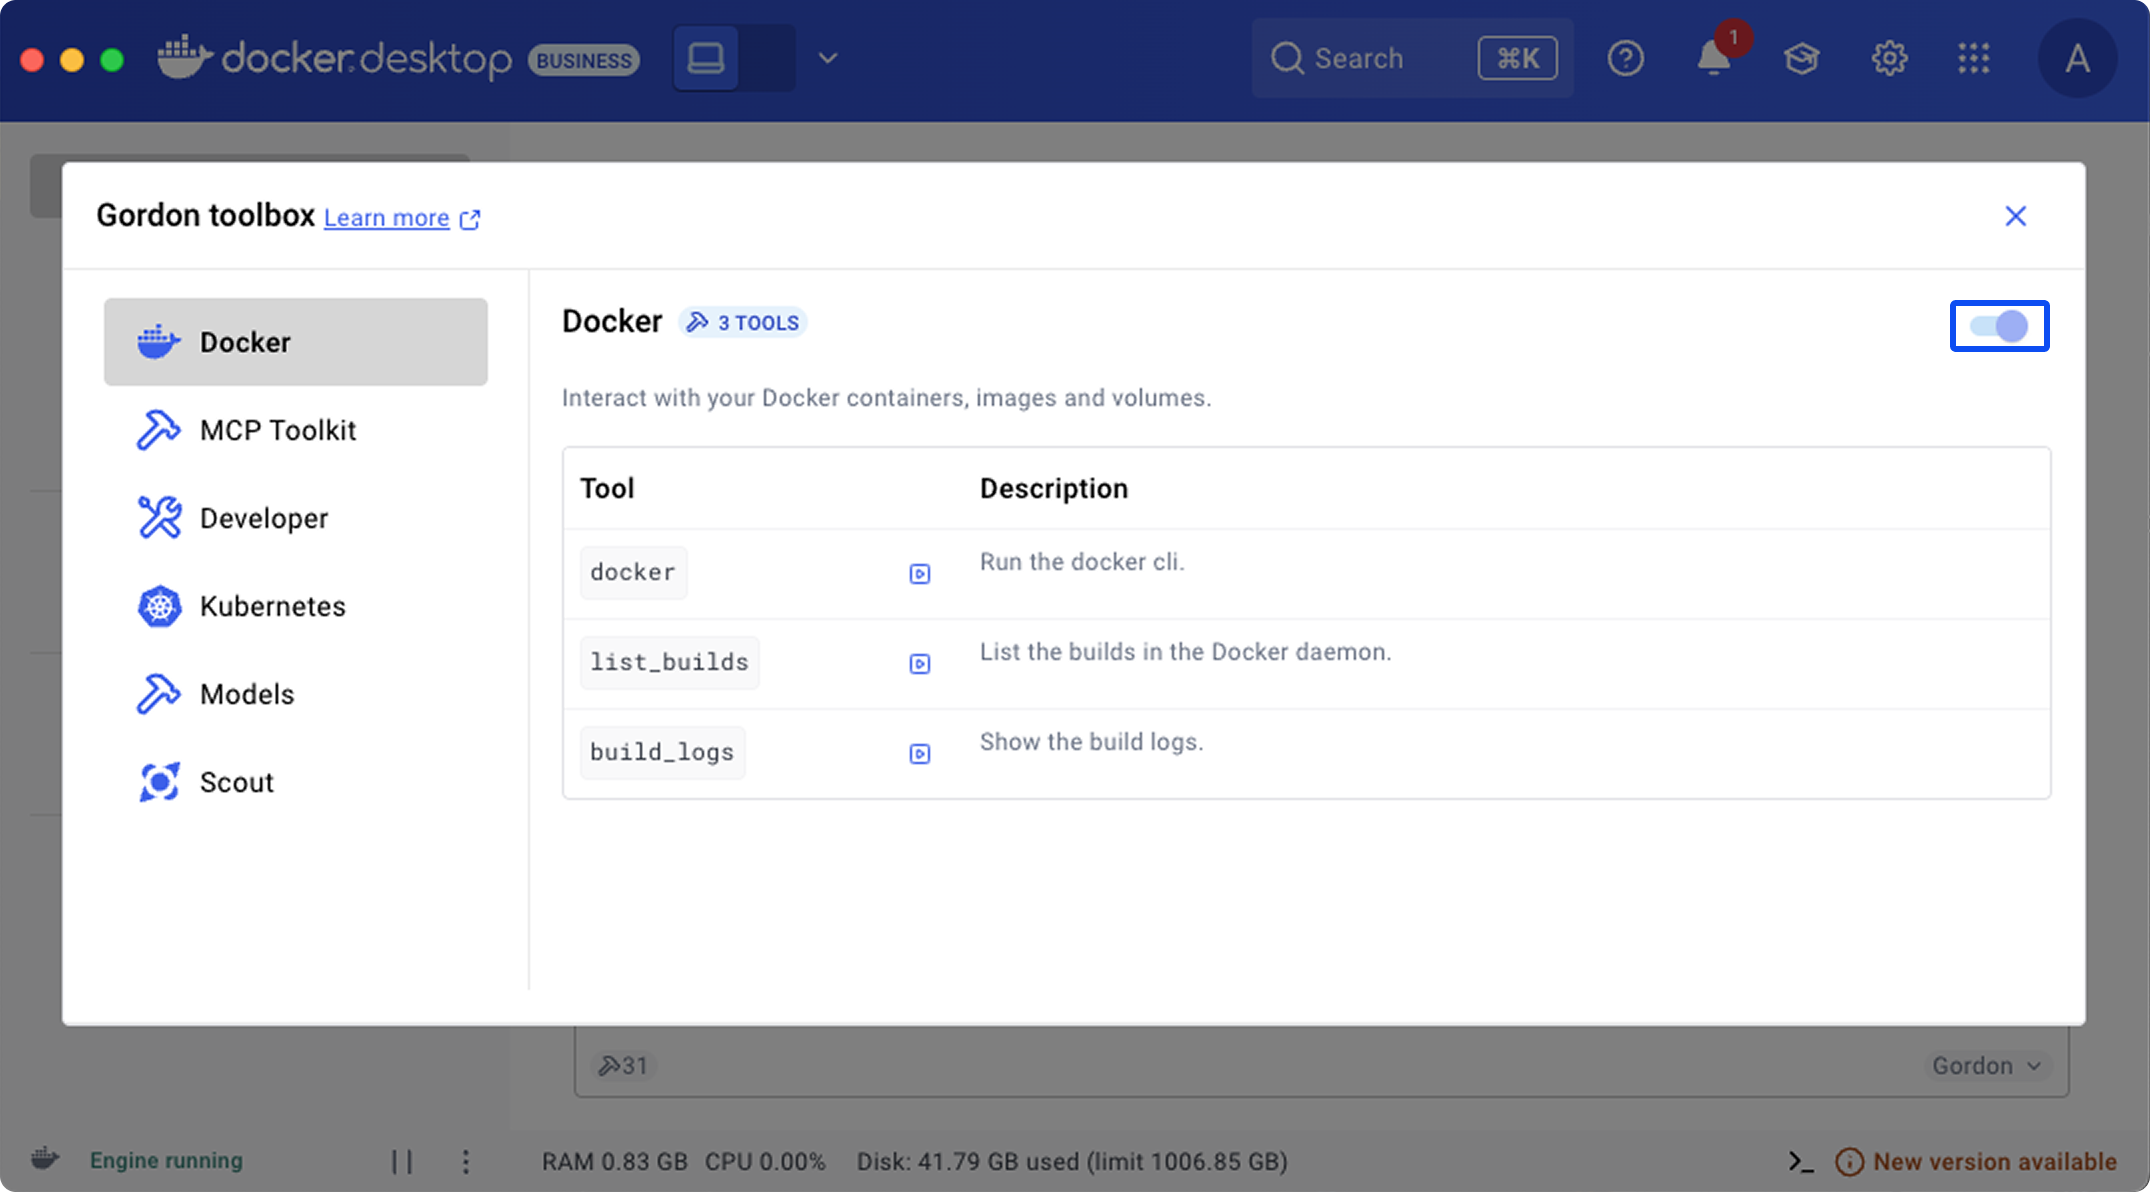 docker.desktop BUSINESS
Search ⌘K 1 A
Gordon toolbox Learn more
Docker
MCP Toolkit
Developer
Kubernetes
Models
Scout
Docker 3 TOOLS
Interact with your Docker containers, images and volumes.
Tool Description
docker Run the docker cli.
list_builds List the builds in the Docker daemon.
build_logs Show the build logs.
31 Gordon
Engine running RAM 0.83 GB CPU 0.00% Disk: 41.79 GB used (limit 1006.85 GB) New version available